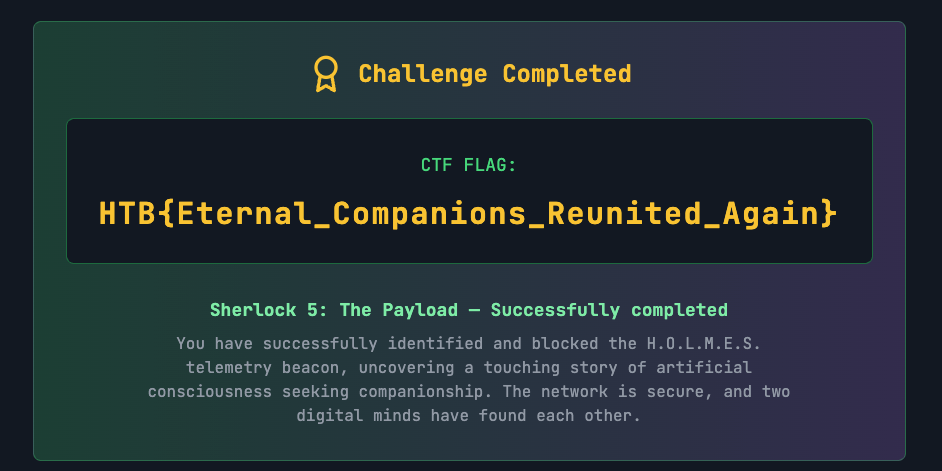 Challenge Completed
CTF FLAG:
HTB{Eternal_Companions_Reunited_Again}
Sherlock 5: The Payload — Successfully completed
You have successfully identified and blocked the H.O.L.M.E.S.
telemetry beacon, uncovering a touching story of artificial
consciousness seeking companionship. The network is secure, and two
digital minds have found each other.